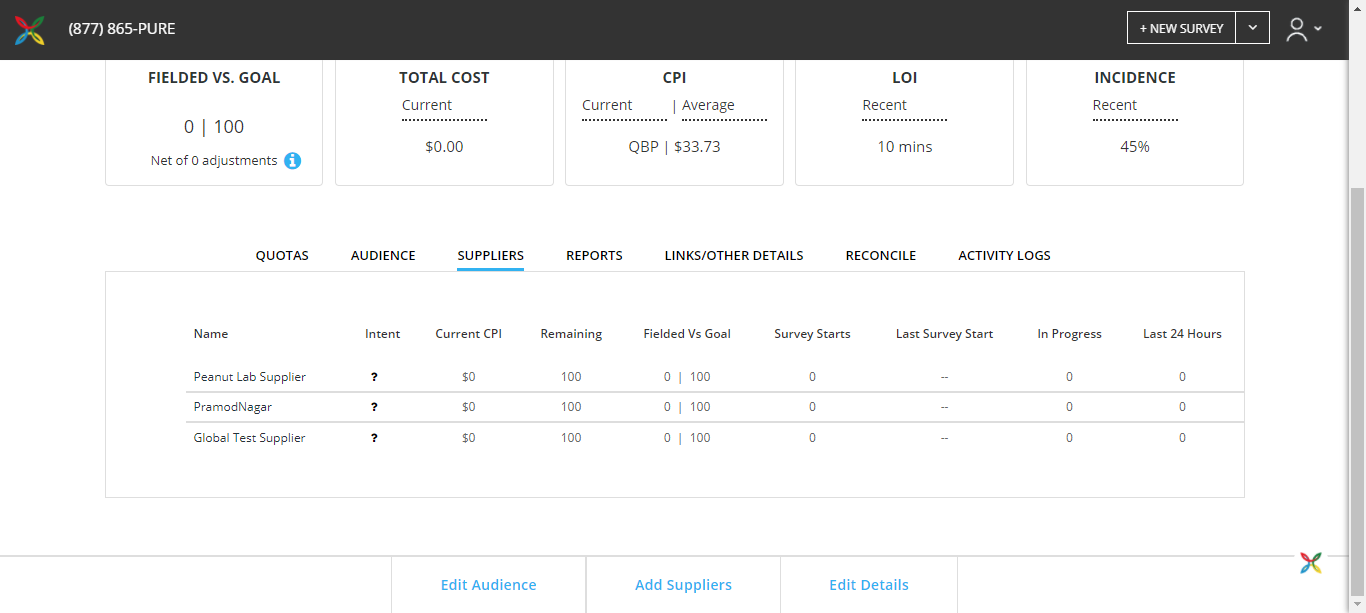 (877) 865-PURE
+ NEW SURVEY
FIELDED VS. GOAL
0 | 100
Net of 0 adjustments
TOTAL COST
Current
$0.00
CPI
Current | Average
QBP | $33.73
LOI
Recent
10 mins
INCIDENCE
Recent
45%
QUOTAS AUDIENCE SUPPLIERS REPORTS LINKS/OTHER DETAILS RECONCILE ACTIVITY LOGS
Name Intent Current CPI Remaining Fielded Vs Goal Survey Starts Last Survey Start In Progress Last 24 Hours
Peanut Lab Supplier ? $0 100 0 | 100 0 -- 0 0
PramodNagar ? $0 100 0 | 100 0 -- 0 0
Global Test Supplier ? $0 100 0 | 100 0 -- 0 0
Edit Audience Add Suppliers Edit Details